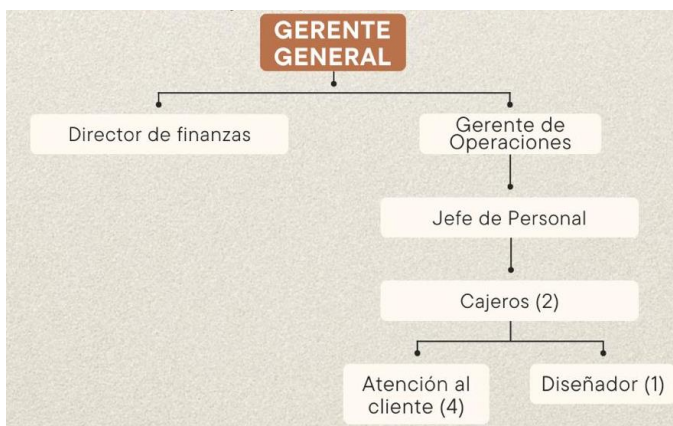 GERENTE
GENERAL
Director de finanzas
Gerente de
Operaciones
Jefe de Personal
Cajeros (2)
Atención al
cliente (4)
Diseñador (1)